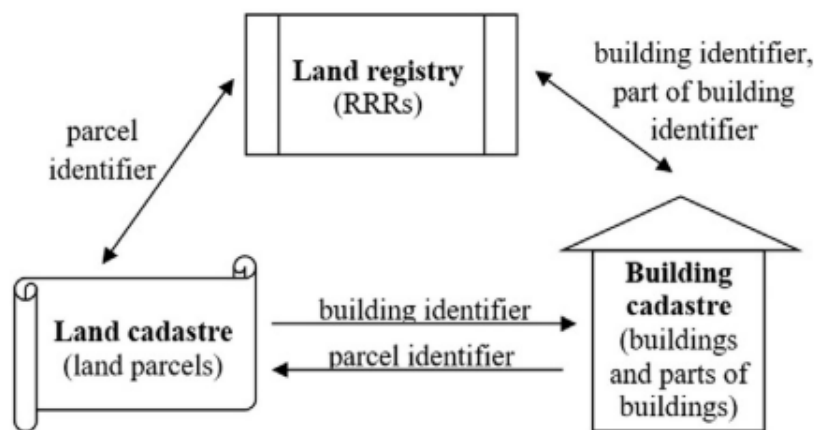 Land registry
(RRRs)
building identifier,
part of building
identifier
parcel
identifier
Land cadastre
(land parcels)
building identifier
parcel identifier
Building
cadastre
(buildings
and parts of
buildings)